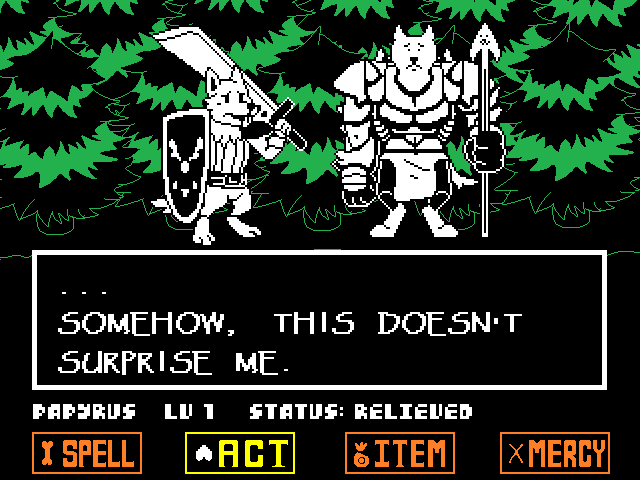 ...
SOMEHOW, THIS DOESN'T
SURPRISE ME.
PAPYRUS LV 1 STATUS: RELIEVED
SPELL ACT ITEM MERCY